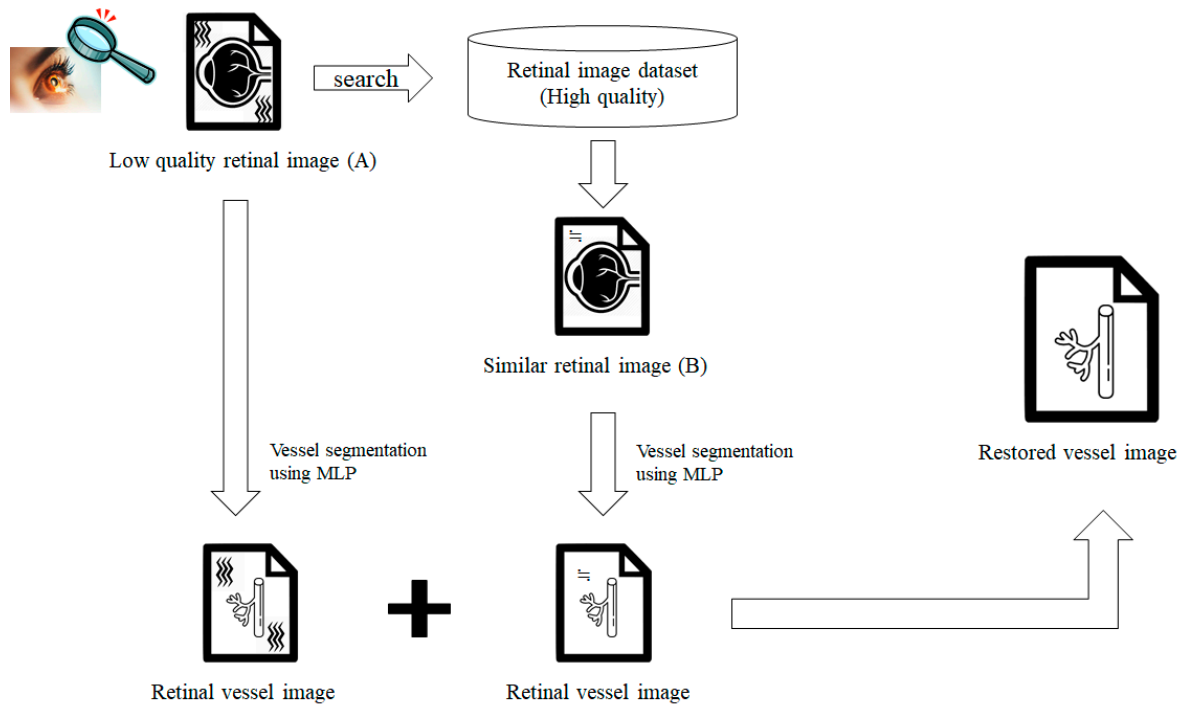 search
Retinal image dataset
(High quality)
Low quality retinal image (A)
Similar retinal image (B)
Vessel segmentation
using MLP
Vessel segmentation
using MLP
Restored vessel image
Retinal vessel image
Retinal vessel image